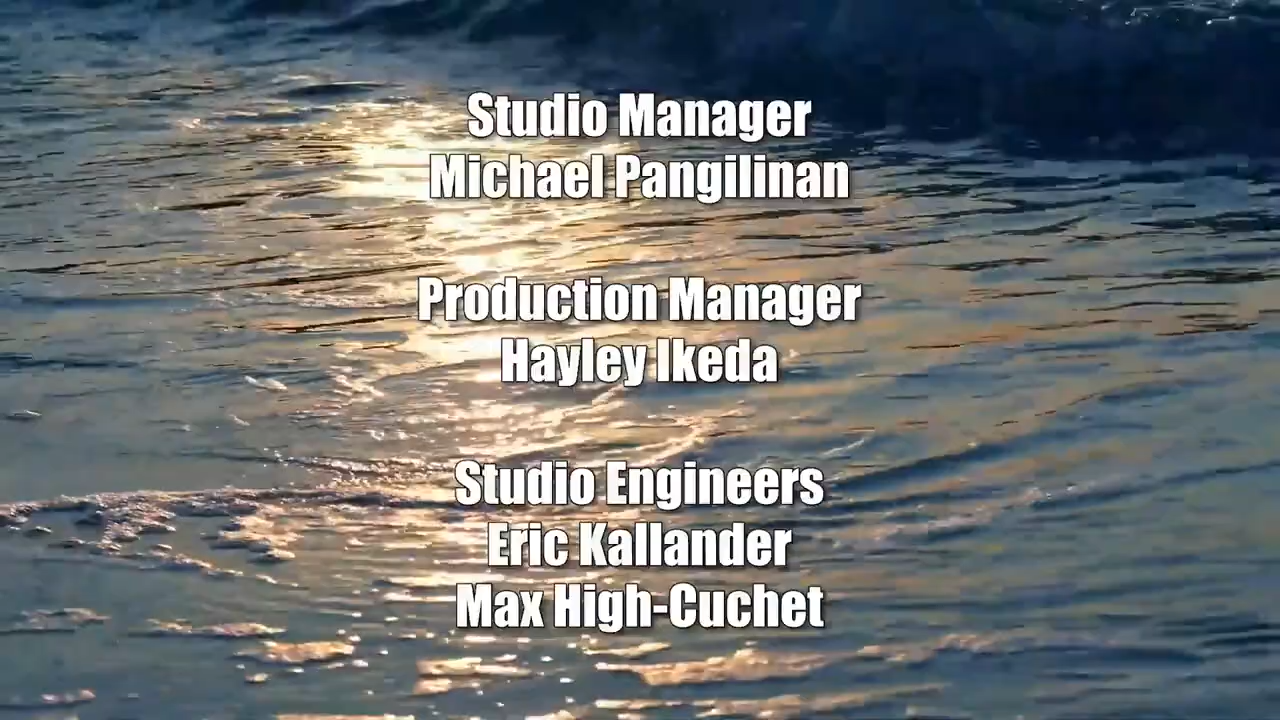 Studio Manager
Michael Pangilinan
Production Manager
Hayley Ikeda
Studio Engineers
Eric Kallander
Max High-Cuchet